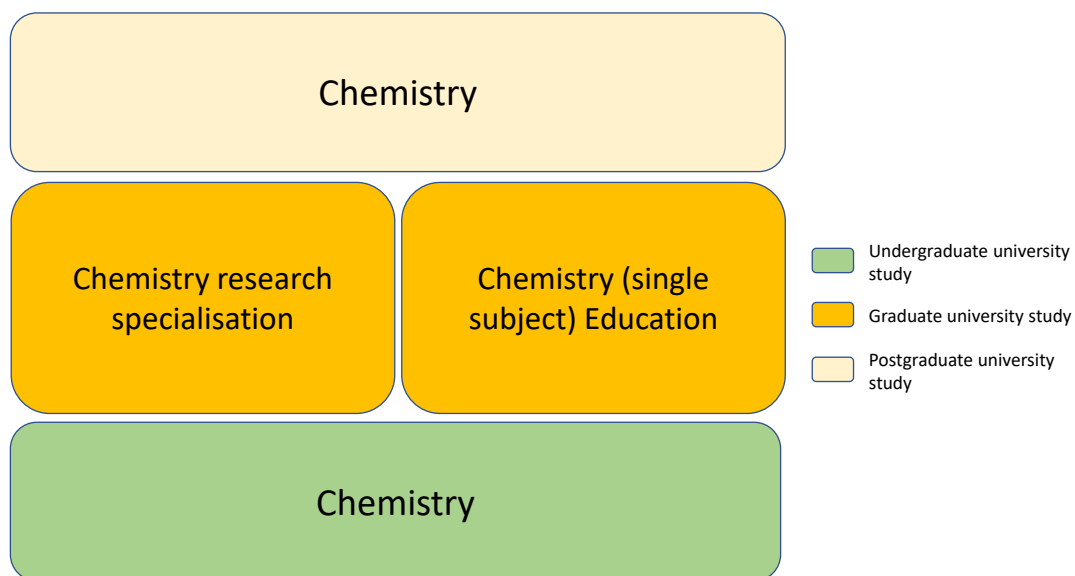 Chemistry
Chemistry research
specialisation
Chemistry (single
subject) Education
Chemistry
Undergraduate university
study
Graduate university study
Postgraduate university
study